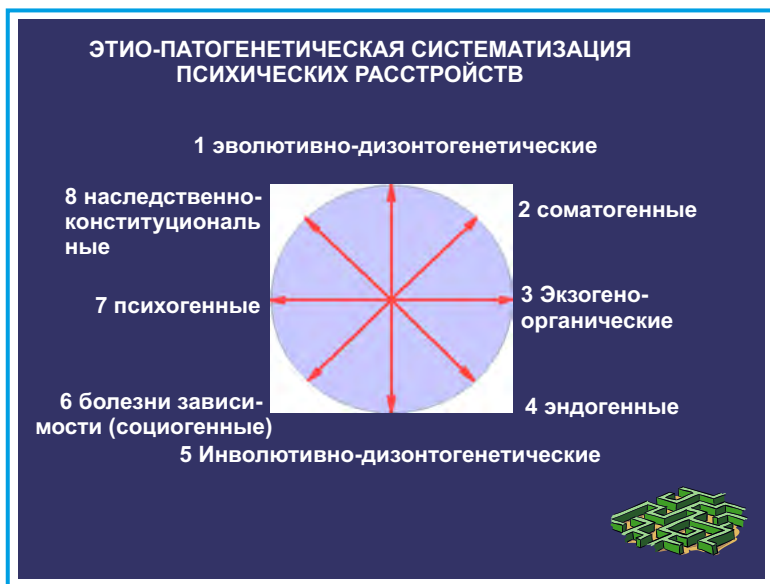 ЭТИО-ПАТОГЕНЕТИЧЕСКАЯ СИСТЕМАТИЗАЦИЯ
ПСИХИЧЕСКИХ РАССТРОЙСТВ
1 эволютивно-дизонтогенетические
8 наследственно-
конституциональ
ные
2 соматогенные
7 психогенные
3 Экзогено-
органические
6 болезни зависи-
мости (социогенные)
4 эндогенные
5 Инволютивно-дизонтогенетические